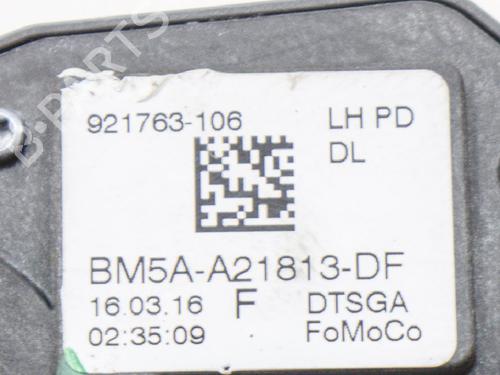 B-PARTS
921763-106 LH PD
DL
BM5A-A21813-DF
16.03.16 F DTSGA
02:35:09 FoMoCo